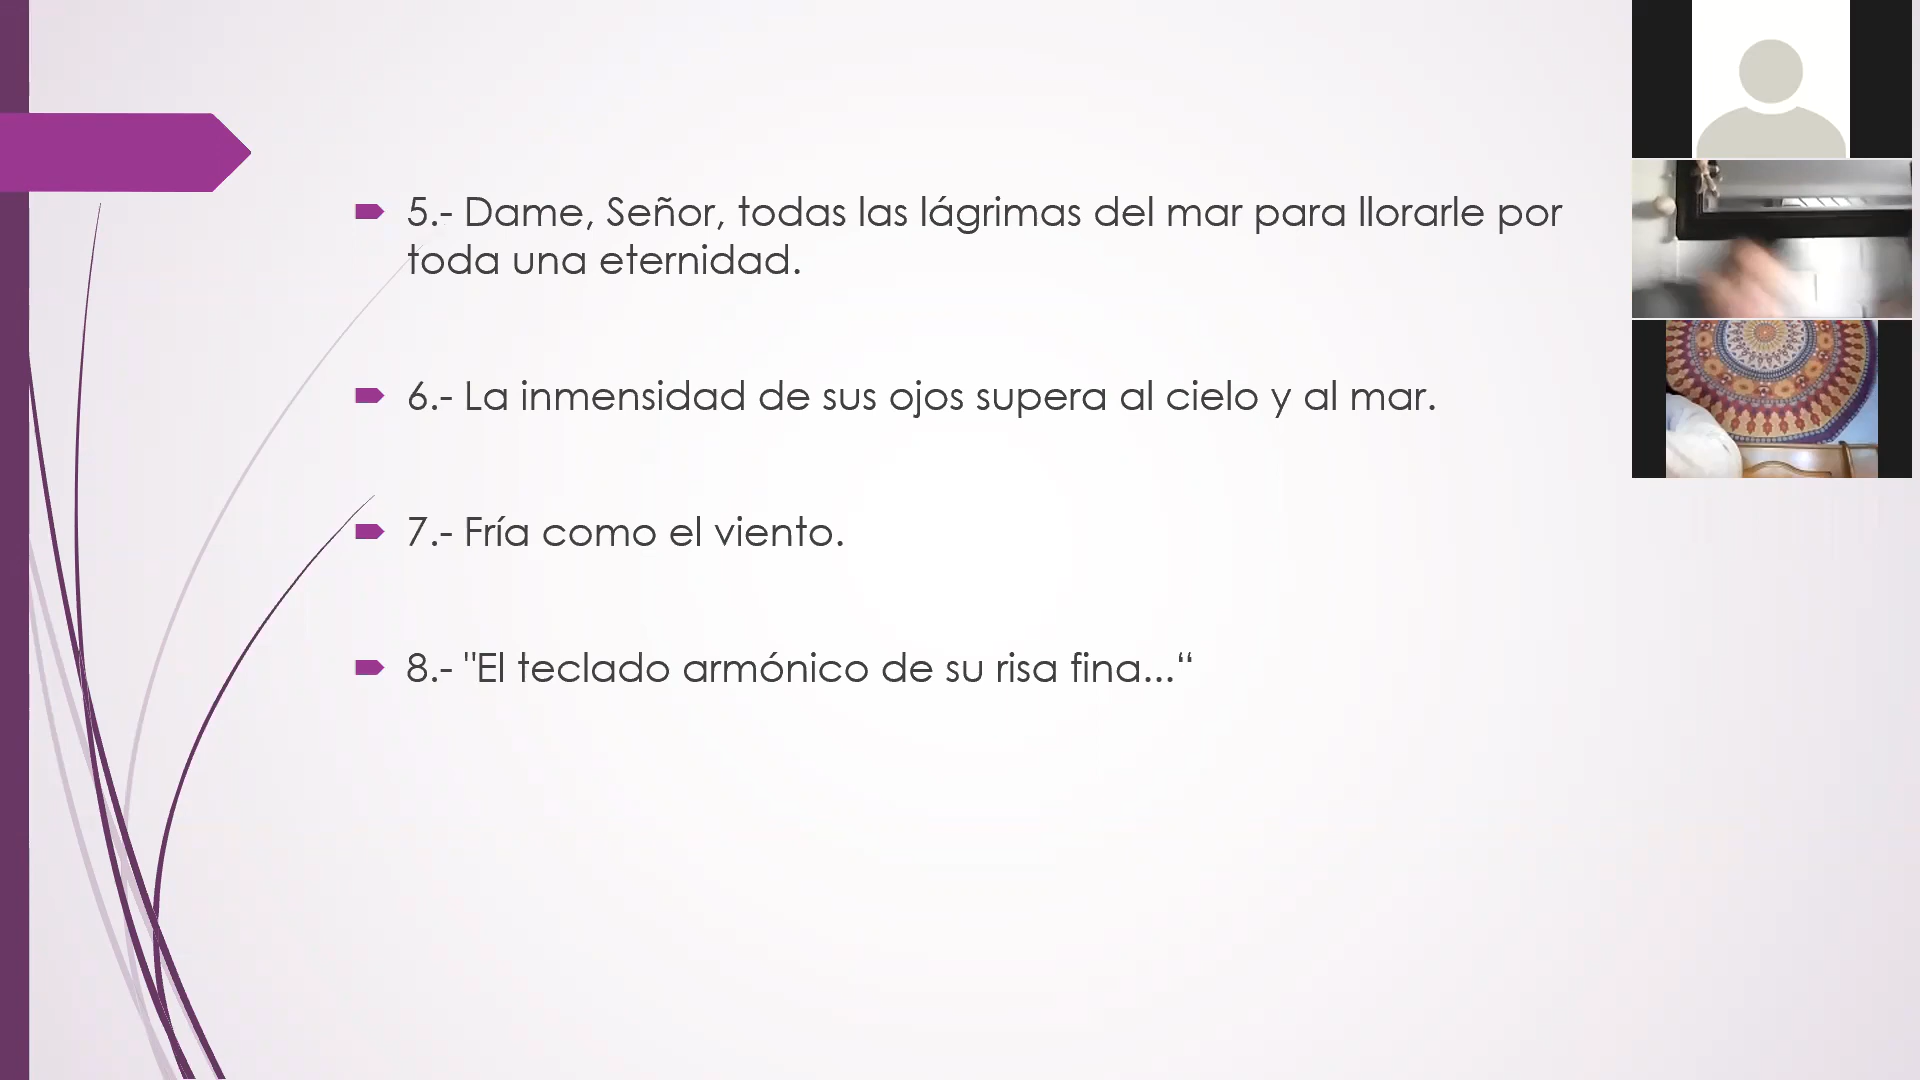 5.- Dame, Señor, todas las lágrimas del mar para llorarle por
toda una eternidad.
6.- La inmensidad de sus ojos supera al cielo y al mar.
7.- Fría como el viento.
8.- "El teclado armónico de su risa fina...“